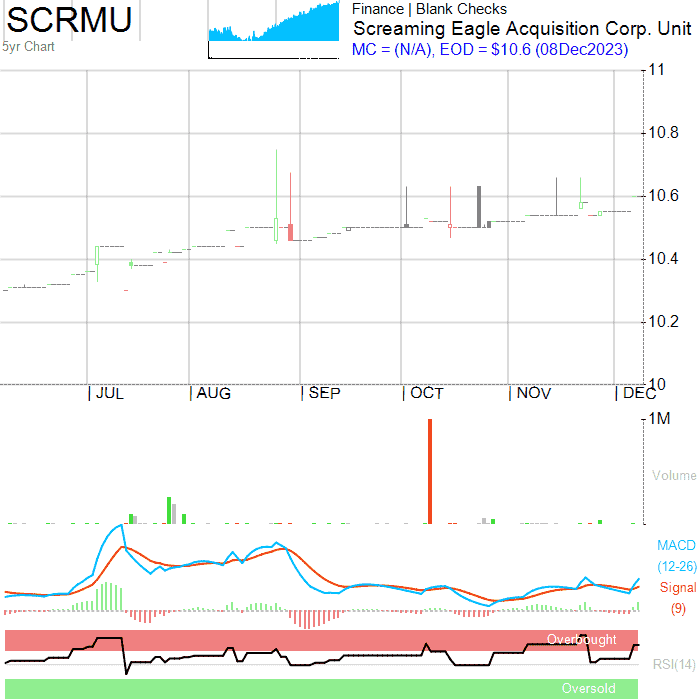 SCRMU
5yr Chart
Finance | Blank Checks
Screaming Eagle Acquisition Corp. Unit
MC = (N/A), EOD = $10.6 (08Dec2023)
11
10.8
10.6
10.4
10.2
10
JUL AUG SEP OCT NOV DEC
1M
Volume
MACD
(12-26)
Signal
(9)
Overbought
RSI(14)
Oversold